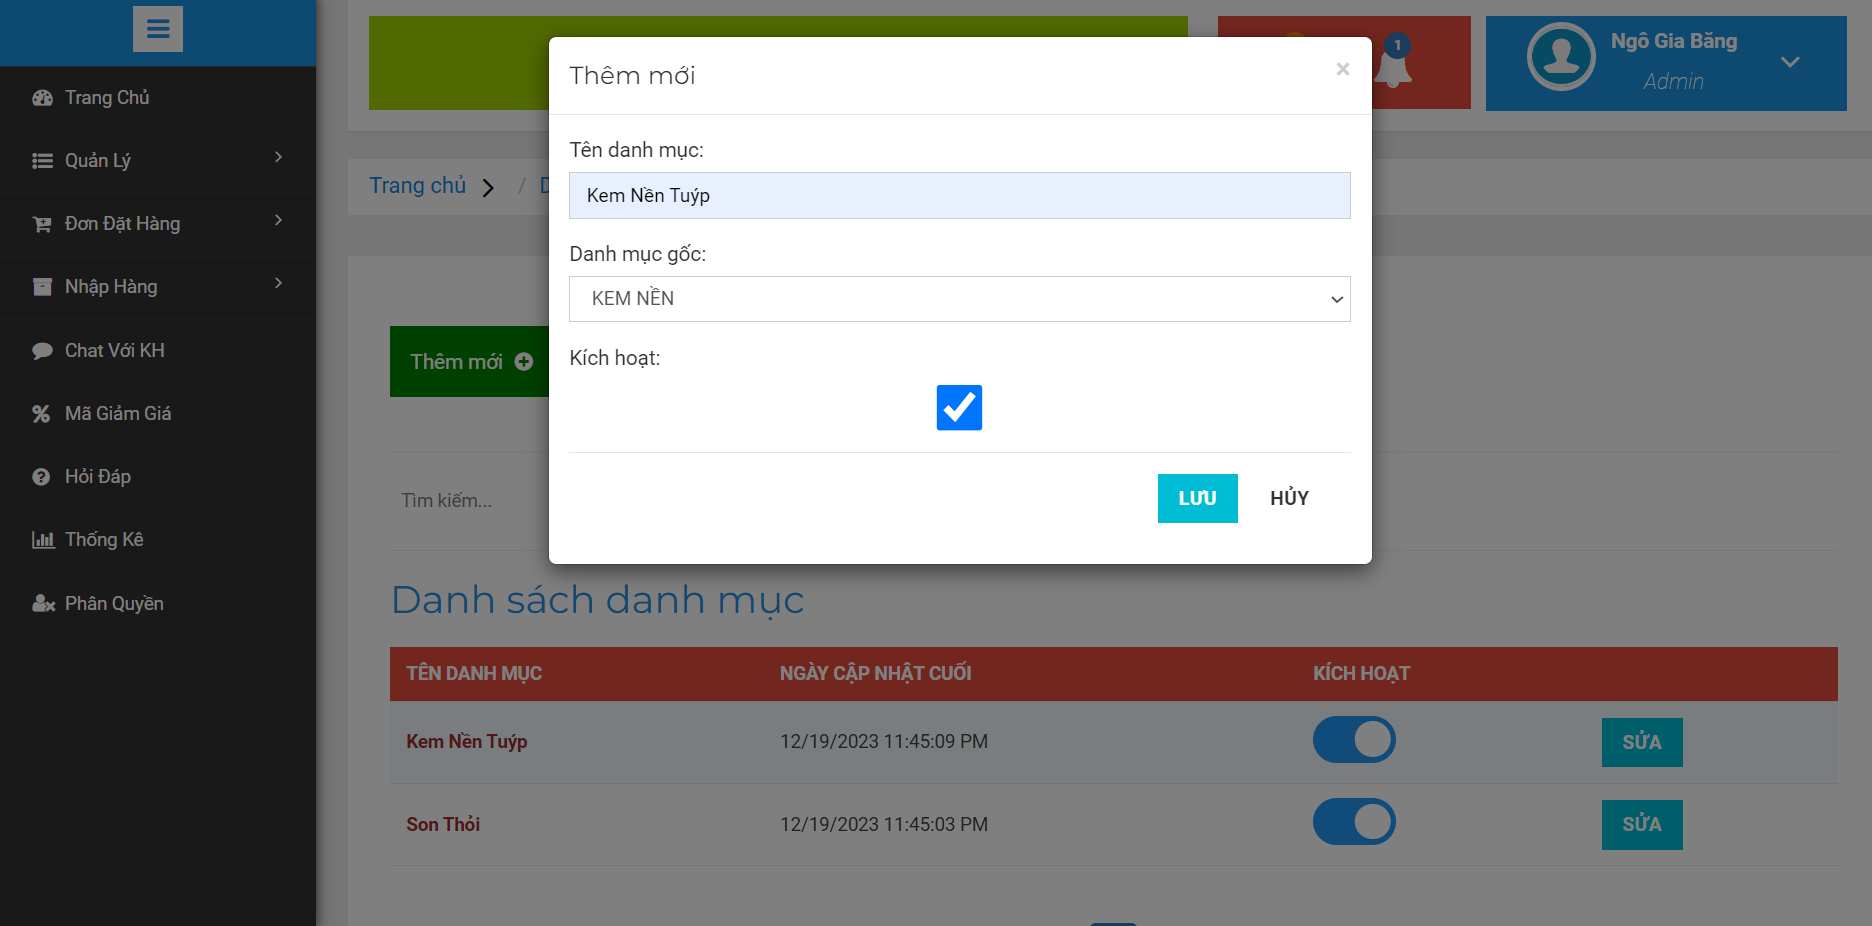 Trang Chủ
Quản Lý
Đơn Đặt Hàng
Nhập Hàng
Chat Với KH
Mã Giảm Giá
Hỏi Đáp
Thống Kê
Phân Quyền
1
Ngô Gia Băng
Admin
Trang chủ / D
Thêm mới
Tên danh mục:
Kem Nền Tuýp
Danh mục gốc:
KEM NỀN
Kích hoạt:
LƯU HỦY
Thêm mới
Tìm kiếm...
Danh sách danh mục
TÊN DANH MỤC NGÀY CẬP NHẬT CUỐI KÍCH HOẠT
Kem Nền Tuýp 12/19/2023 11:45:09 PM SỬA
Son Thỏi 12/19/2023 11:45:03 PM SỬA